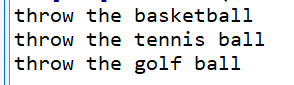 throw the basketball
throw the tennis ball
throw the golf ball